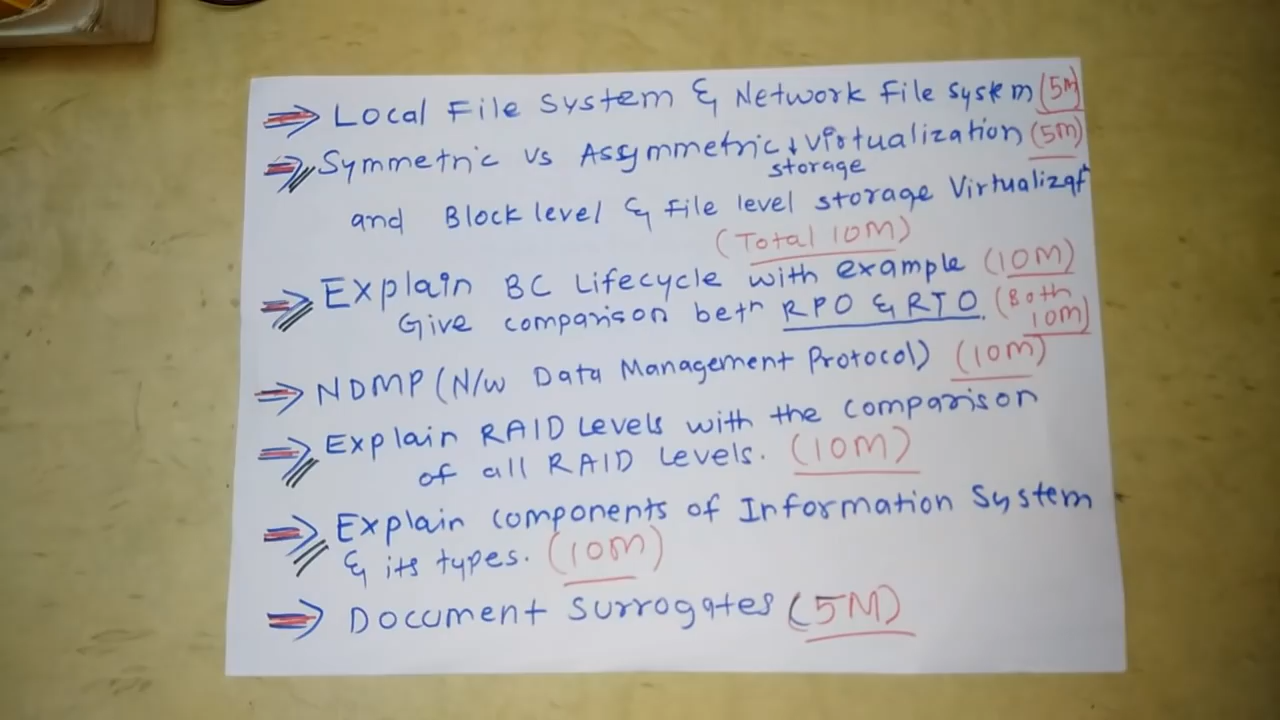 Local File System & Network File System (5M)
Symmetric vs Assymmetric ↓ Virtualization (5M)
storage
and Block level & file level storage Virtualizat
(Total 10M)
Explain BC Lifecycle with example (10M)
Give comparison betn RPO & RTO. (Both 10M)
NDMP (N/w Data Management Protocol) (10M)
Explain RAID Levels with the comparison
of all RAID Levels. (10M)
Explain components of Information System
& its types. (10M)
Document Surrogates (5M)